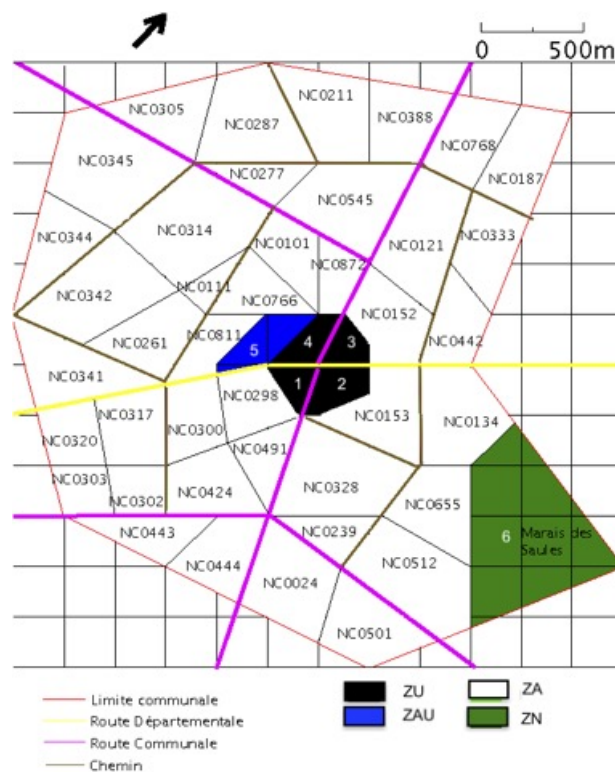 0 500m
NC0305
NC0211
NC0287
NC0388
NC0768
NC0345
NC0277
NC0187
NC0545
NC0344
NC0314
NC0333
NC0101
NC0121
NC0872
NC0342
NC0111
NC0766
NC0152
NC0811
NC0261
4
3
NC0442
5
NC0341
1
2
NC0298
NC0317
NC0153
NC0134
NC0320
NC0300
NC0491
NC0303
NC0328
NC0302
NC0424
NC0655
NC0443
NC0239
6 Marais des
Saules
NC0444
NC0024
NC0512
NC0501
Limite communale
Route Départementale
Route Communale
Chemin
ZU
ZA
ZAU
ZN